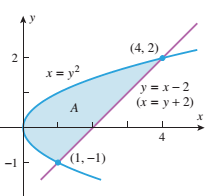 y
(4, 2)
2
x = y²
y = x − 2
(x = y + 2)
A
x
4
(1, −1)
−1